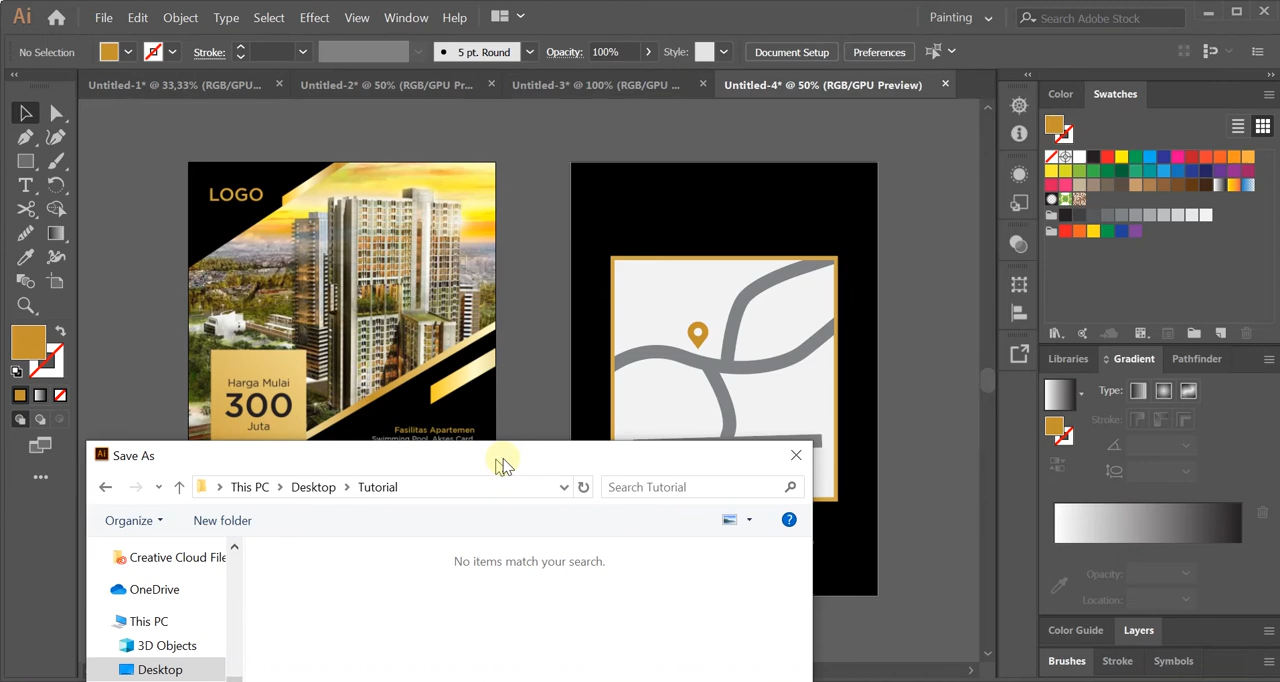 Ai File Edit Object Type Select Effect View Window Help Painting Search Adobe Stock
No Selection Stroke: 5 pt. Round Opacity: 100% Style: Document Setup Preferences
Untitled-1* @ 33,33% (RGB/GPU... Untitled-2* @ 50% (RGB/GPU Pr... Untitled-3* @ 100% (RGB/GPU ... Untitled-4* @ 50% (RGB/GPU Preview)
Color Swatches
LOGO
Harga Mulai
300
Juta
Fasilitas Apartemen
Swimming Pool, Akses Card
Libraries Gradient Pathfinder
Type:
Stroke:
Opacity:
Location:
Color Guide Layers
Brushes Stroke Symbols
Ai Save As
This PC Desktop Tutorial Search Tutorial
Organize New folder
Creative Cloud File
OneDrive
This PC
3D Objects
Desktop
No items match your search.